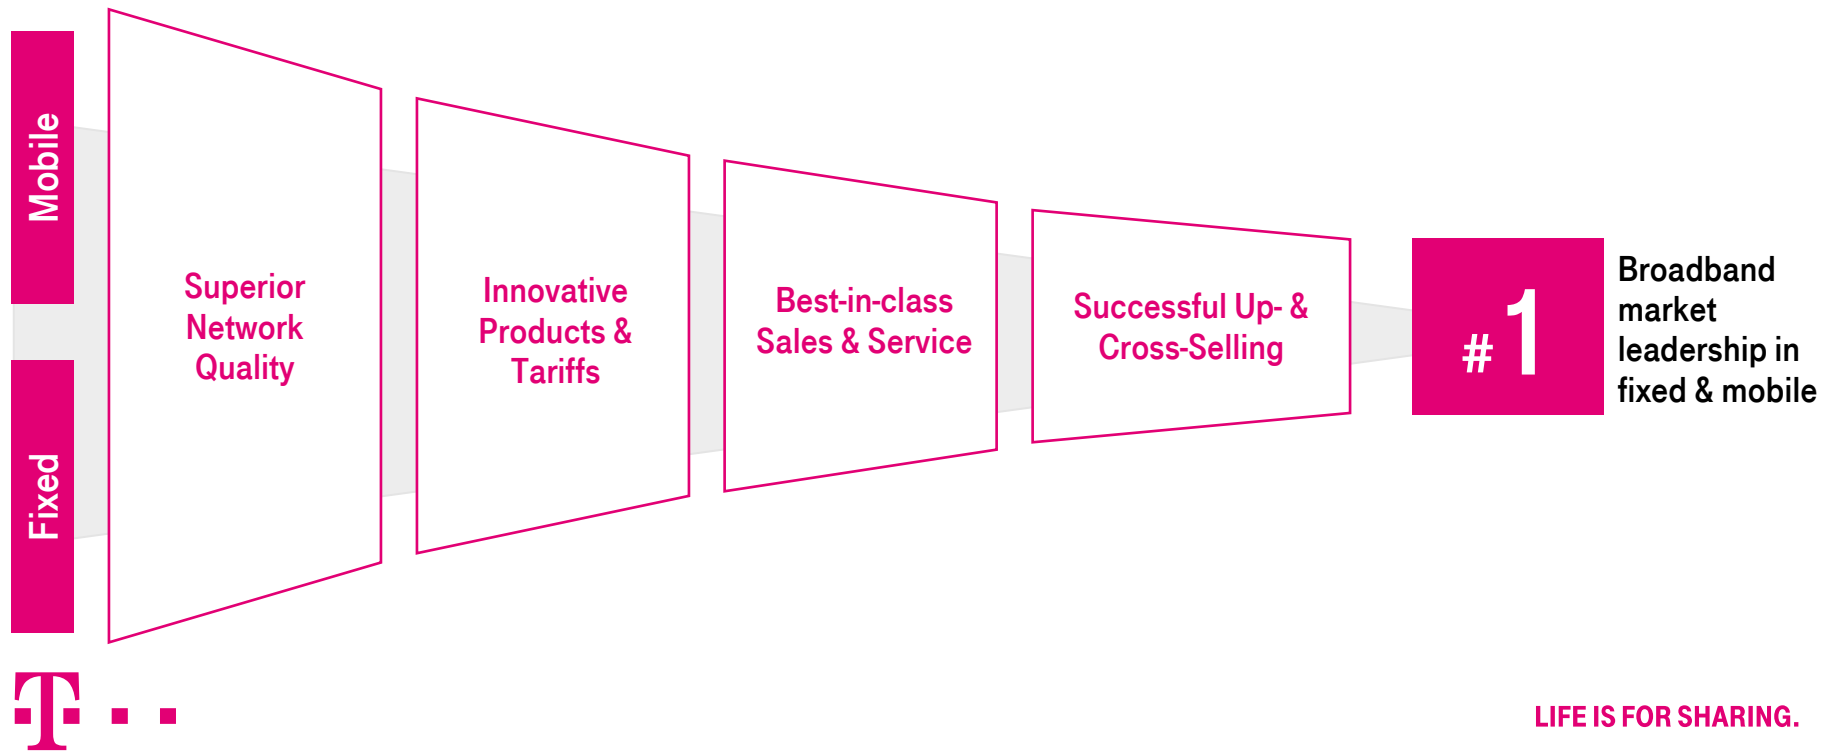 Mobile
Fixed
Superior
Network
Quality
Innovative
Products &
Tariffs
Best-in-class
Sales & Service
Successful Up- &
Cross-Selling
#1
Broadband
market
leadership in
fixed & mobile
T
LIFE IS FOR SHARING.